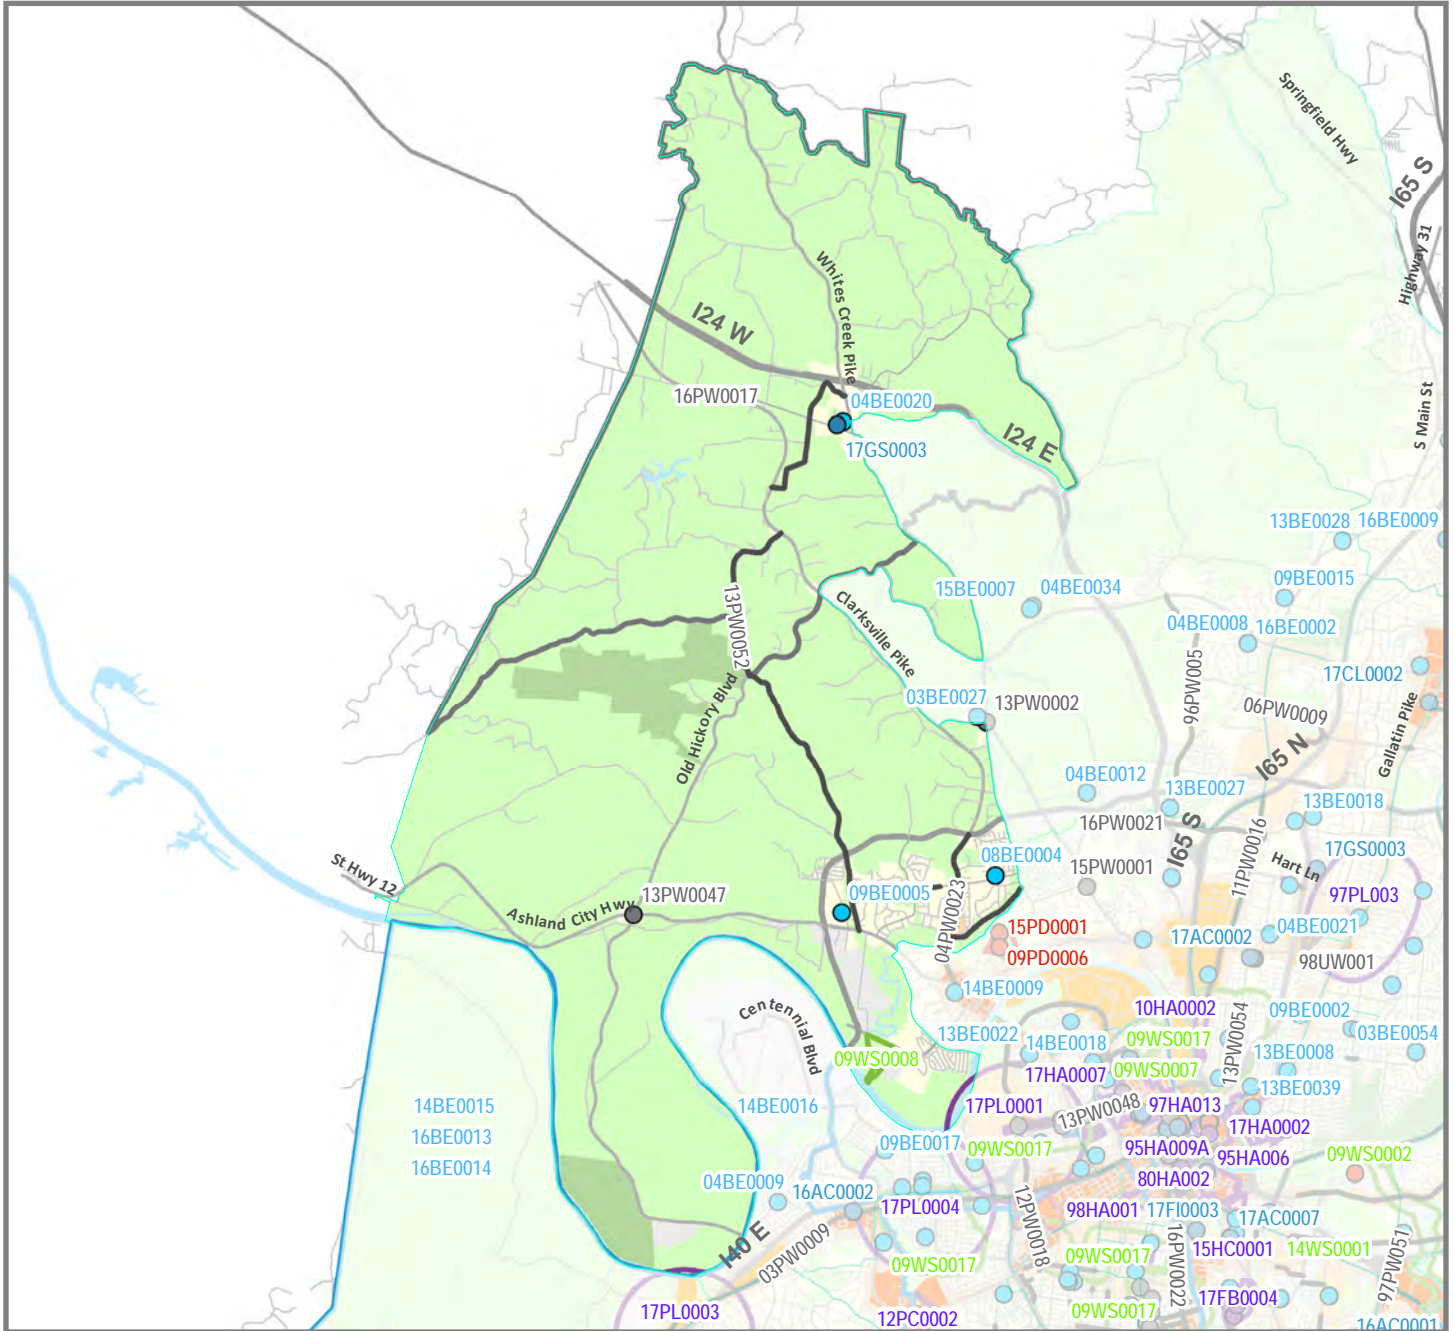 Springfield Hwy
I65 S
Highway 31
Whites Creek Pike
I24 W
16PW0017
04BE0020
S Main St
I24 E
17GS0003
13BE0028
16BE0009
09BE0015
15BE0007
04BE0034
13PW0052
Clarksville Pike
04BE0008
16BE0002
96PW005
17CL0002
03BE0027
13PW0002
06PW0009
Old Hickory Blvd
Gallatin Pike
I65 N
04BE0012
13BE0027
13BE0018
16PW0021
I65 S
11PW0016
17GS0003
Hart Ln
08BE0004
15PW0001
St Hwy 12
13PW0047
Ashland City Hwy
09BE0005
04PW0023
97PL003
15PD0001
09PD0006
17AC0002
04BE0021
98UW001
14BE0009
Centennial Blvd
10HA0002
13PW0054
09BE0002
13BE0022
14BE0018
09WS0017
03BE0054
09WS0008
13BE0008
17HA0007
09WS0007
13BE0039
14BE0015
14BE0016
17PL0001
13PW0048
97HA013
17HA0002
16BE0013
09BE0017
09WS0017
95HA009A
95HA006
16BE0014
80HA002
09WS0002
04BE0009
16AC0002
17PL0004
12PW0018
98HA001
17FI0003
17AC0007
I40 E
03PW0009
09WS0017
09WS0017
16PW0022
15HC0001
14WS0001
97PW051
17PL0003
12PC0002
09WS0017
17FB0004
16AC0001